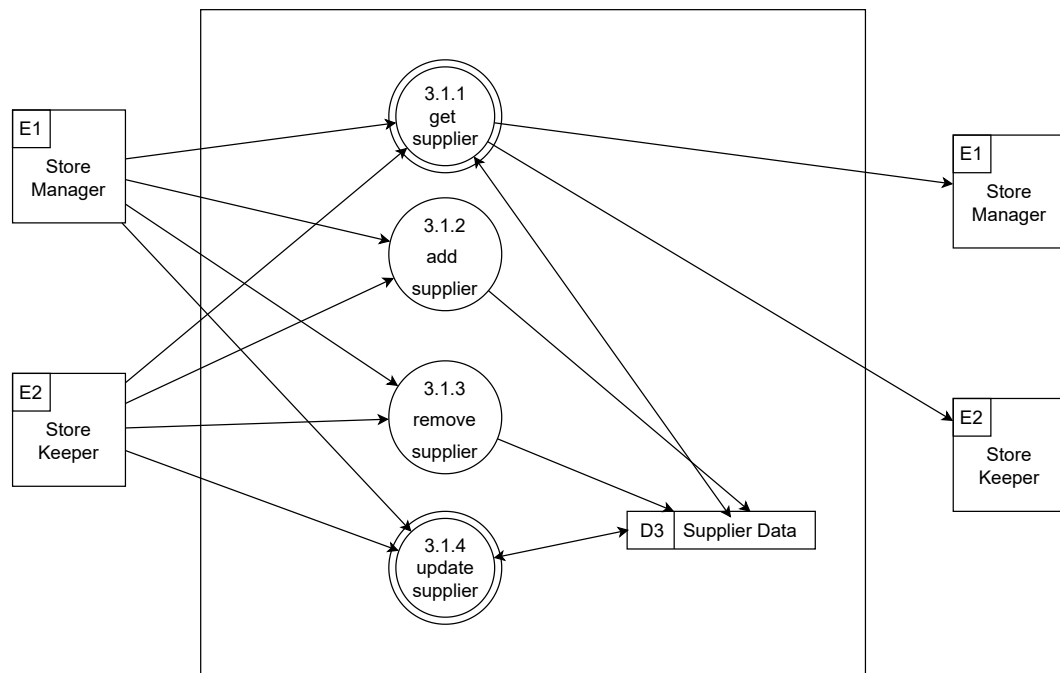 E1
Store
Manager
E2
Store
Keeper
3.1.1
get
supplier
3.1.2
add
supplier
3.1.3
remove
supplier
3.1.4
update
supplier
D3 Supplier Data
E1
Store
Manager
E2
Store
Keeper